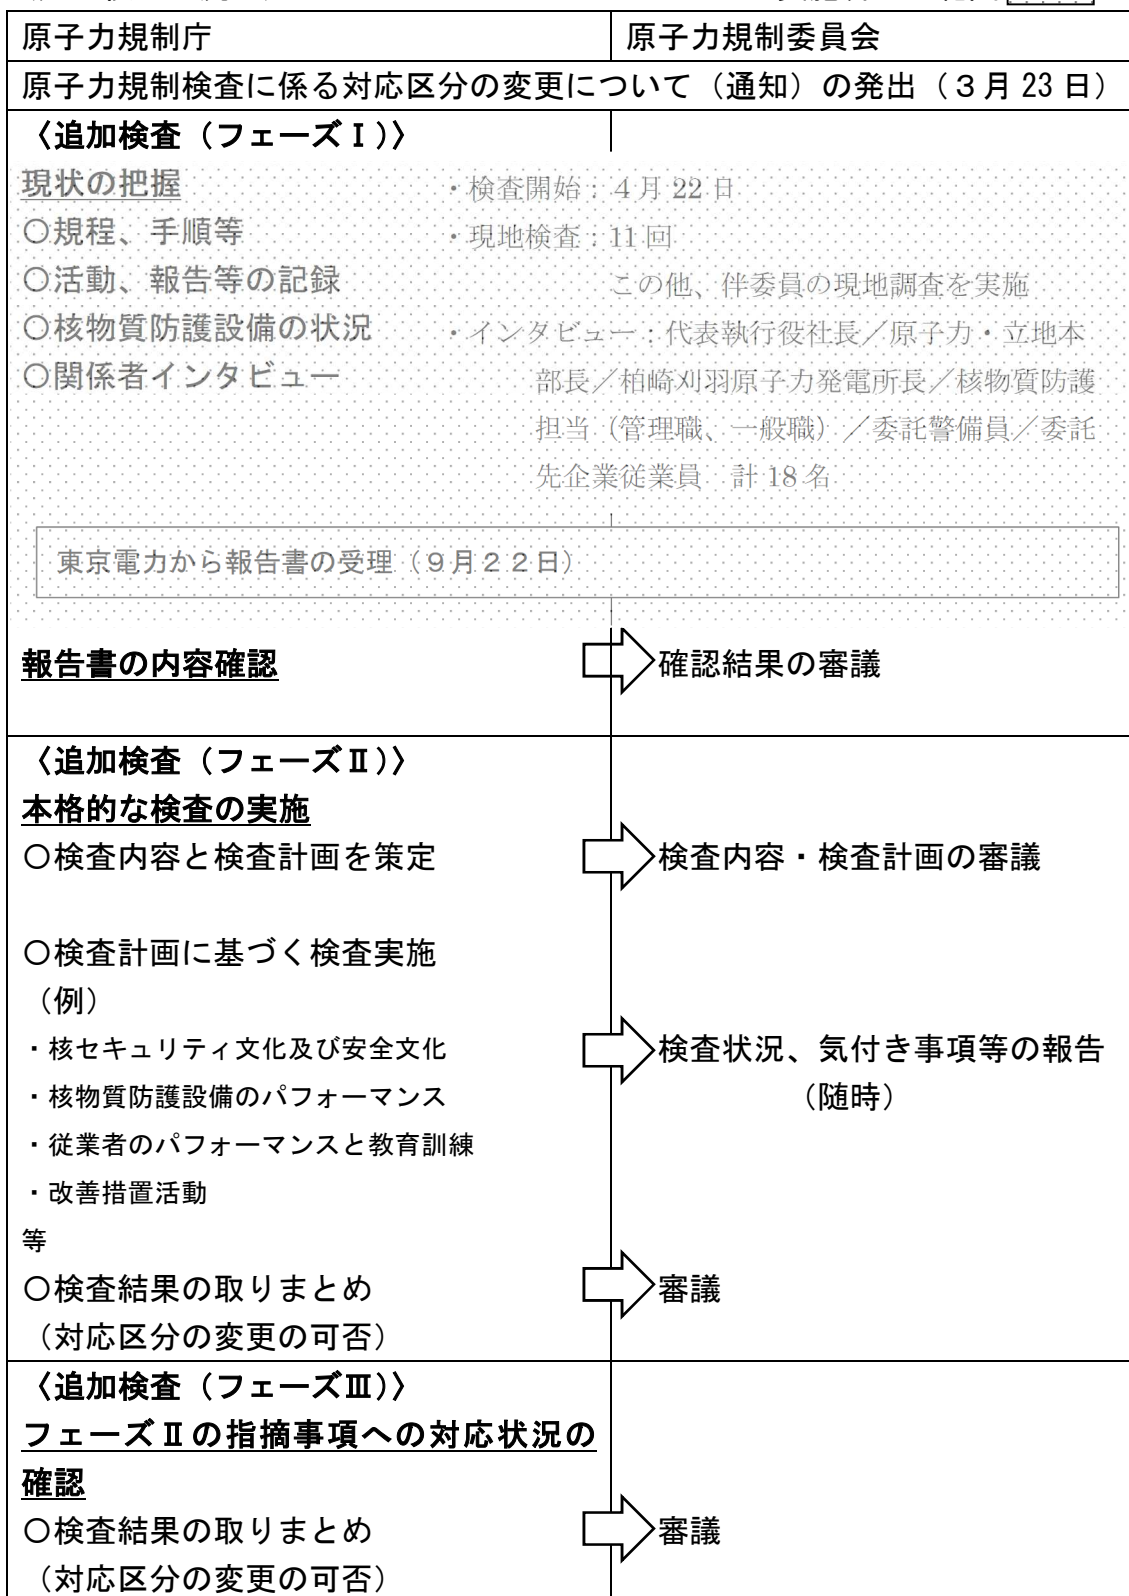 原子力規制庁
原子力規制委員会
原子力規制検査に係る対応区分の変更について（通知）の発出（３月 23 日）
〈追加検査（フェーズⅠ）〉
現状の把握
○規程、手順等
○活動、報告等の記録
○核物質防護設備の状況
○関係者インタビュー
・検査開始：４月 22 日
・現地検査：11 回
この他、伴委員の現地調査を実施
・インタビュー：代表執行役社長／原子力・立地本
部長／柏崎刈羽原子力発電所長／核物質防護
担当（管理職、一般職）／委託警備員／委託
先企業従業員　計 18 名
東京電力から報告書の受理（９月２２日）
報告書の内容確認
確認結果の審議
〈追加検査（フェーズⅡ）〉
本格的な検査の実施
○検査内容と検査計画を策定
検査内容・検査計画の審議
○検査計画に基づく検査実施
（例）
・核セキュリティ文化及び安全文化
検査状況、気付き事項等の報告
（随時）
・核物質防護設備のパフォーマンス
・従業者のパフォーマンスと教育訓練
・改善措置活動
等
○検査結果の取りまとめ
（対応区分の変更の可否）
審議
〈追加検査（フェーズⅢ）〉
フェーズⅡの指摘事項への対応状況の
確認
○検査結果の取りまとめ
（対応区分の変更の可否）
審議